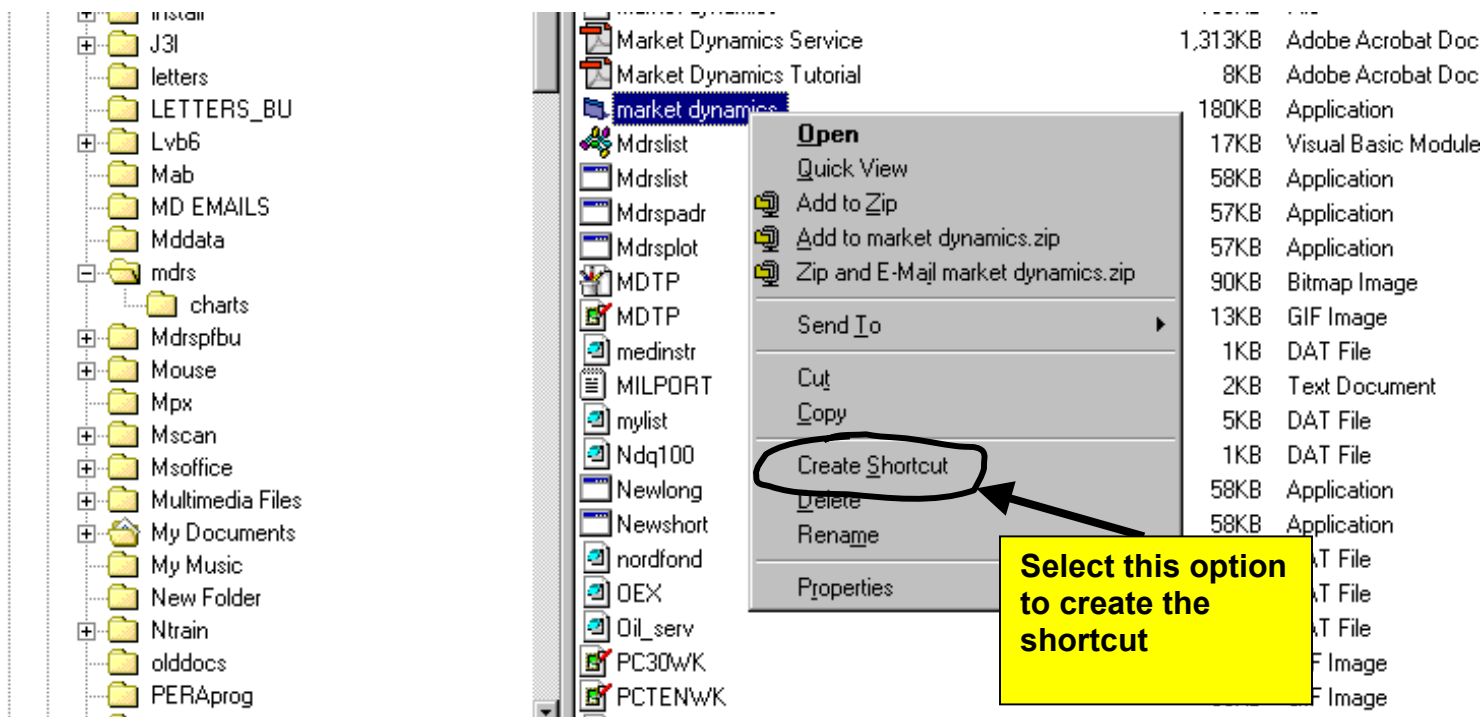 J3I
letters
LETTERS_BU
Lvb6
Mab
MD EMAILS
Mddata
mdrs
charts
Mdrspfbu
Mouse
Mpx
Mscan
Msoffice
Multimedia Files
My Documents
My Music
New Folder
Ntrain
olddocs
PERAprog
Market Dynamics Service 1,313KB Adobe Acrobat Doc
Market Dynamics Tutorial 8KB Adobe Acrobat Doc
market dynamics 180KB Application
Mdrslist 17KB Visual Basic Module
Mdrslist 58KB Application
Mdrspadr 57KB Application
Mdrsplot 57KB Application
MDTP 90KB Bitmap Image
MDTP 13KB GIF Image
medinstr 1KB DAT File
MILPORT 2KB Text Document
mylist 5KB DAT File
Ndq100 1KB DAT File
Newlong 58KB Application
Newshort 58KB Application
nordfond File
OEX File
Oil_serv File
PC30WK Image
PCTENWK Image
Open
Quick View
Add to Zip
Add to market dynamics.zip
Zip and E-Mail market dynamics.zip
Send To
Cut
Copy
Create Shortcut
Delete
Rename
Properties
Select this option
to create the
shortcut